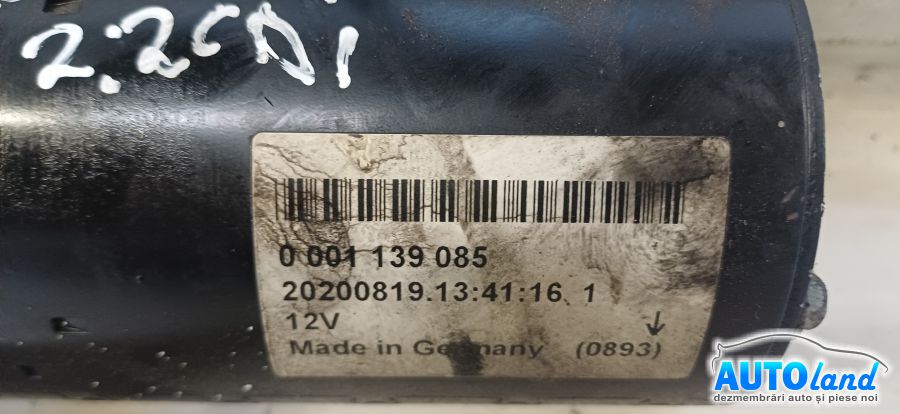 2.2CDi
0 001 139 085
20200819.13:41:16 1
12V
Made in Germany (0893)
AUTOland
dezmembrări auto și piese noi